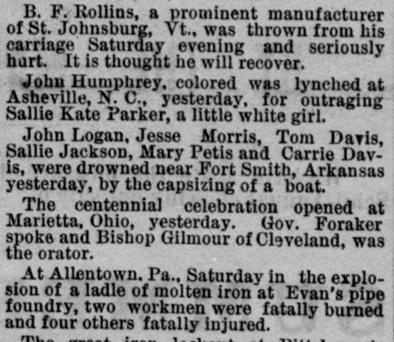 B. F. Rollins, a prominent manufacturer
of St. Johnsburg, Vt., was thrown from his
carriage Saturday evening and seriously
hurt. It is thought he will recover.
John Humphrey, colored was lynched at
Asheville, N. C., yesterday, for outraging
Sallie Kate Parker, a little white girl.
John Logan, Jesse Morris, Tom Davis,
Sallie Jackson, Mary Petis and Carrie Dav-
is, were drowned near Fort Smith, Arkansas
yesterday, by the capsizing of a boat.
The centennial celebration opened at
Marietta, Ohio, yesterday. Gov. Foraker
spoke and Bishop Gilmour of Cleveland, was
the orator.
At Allentown, Pa., Saturday in the explo-
sion of a ladle of molten iron at Evan's pipe
foundry, two workmen were fatally burned
and four others fatally injured.